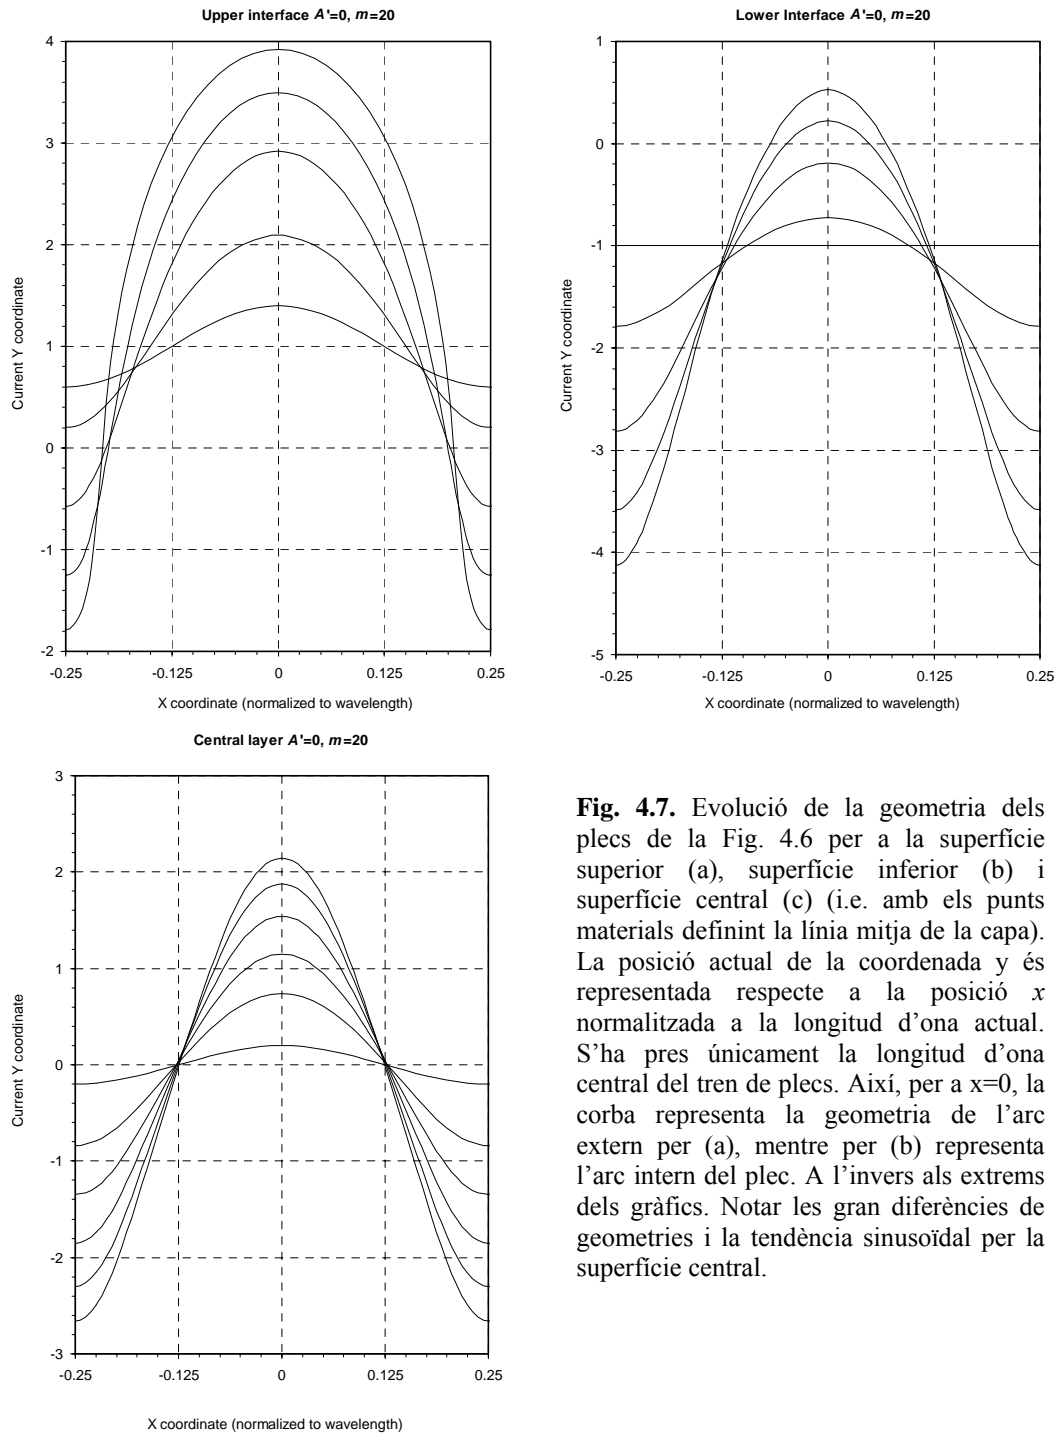 Upper interface A'=0, m=20
4
3
2
1
0
-1
-2
-0.25 -0.125 0 0.125 0.25
Current Y coordinate
X coordinate (normalized to wavelength)
Lower Interface A'=0, m=20
1
0
-1
-2
-3
-4
-5
-0.25 -0.125 0 0.125 0.25
Current Y coordinate
X coordinate (normalized to wavelength)
Central layer A'=0, m=20
3
2
1
0
-1
-2
-3
-0.25 -0.125 0 0.125 0.25
Current Y coordinate
X coordinate (normalized to wavelength)
Fig. 4.7. Evolució de la geometria dels
plecs de la Fig. 4.6 per a la superfície
superior (a), superfície inferior (b) i
superfície central (c) (i.e. amb els punts
materials definint la línia mitja de la capa).
La posició actual de la coordenada y és
representada respecte a la posició x
normalitzada a la longitud d'ona actual.
S'ha pres únicament la longitud d'ona
central del tren de plecs. Així, per a x=0, la
corba representa la geometria de l'arc
extern per (a), mentre per (b) representa
l'arc intern del plec. A l'invers als extrems
dels gràfics. Notar les gran diferències de
geometries i la tendència sinusoïdal per la
superfície central.